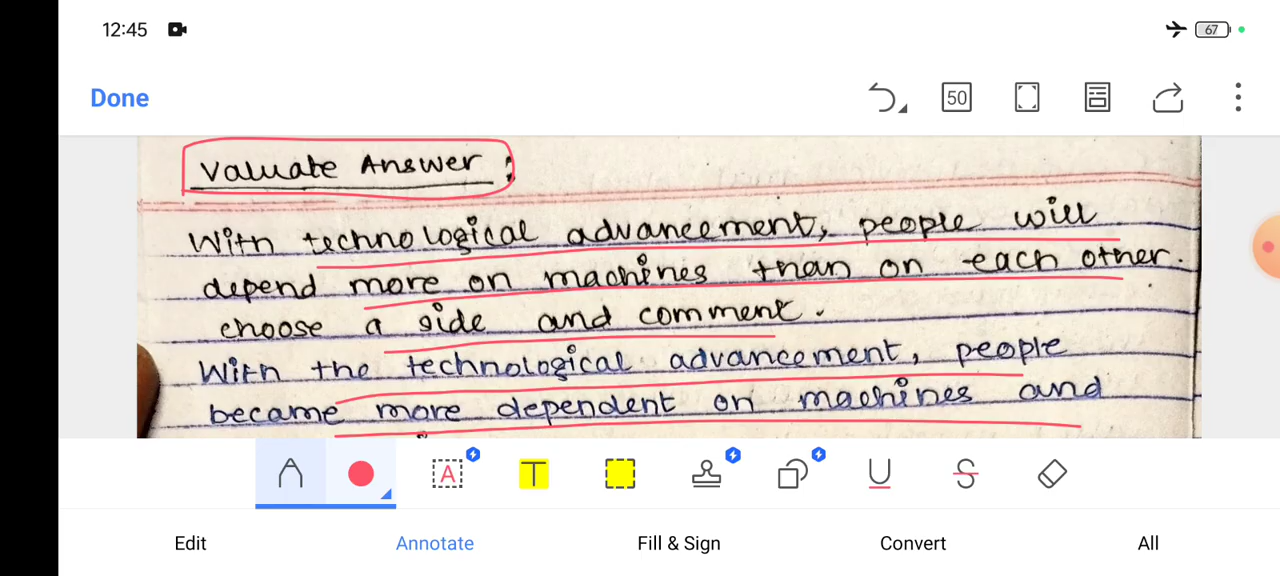 12:45
67
Done
50
Valuate Answer :
With technological advancement, people will
depend more on machines than on each other.
choose a side and comment.
With the technological advancement, people
became more dependent on machines and
A
T
U
S
Edit
Annotate
Fill & Sign
Convert
All